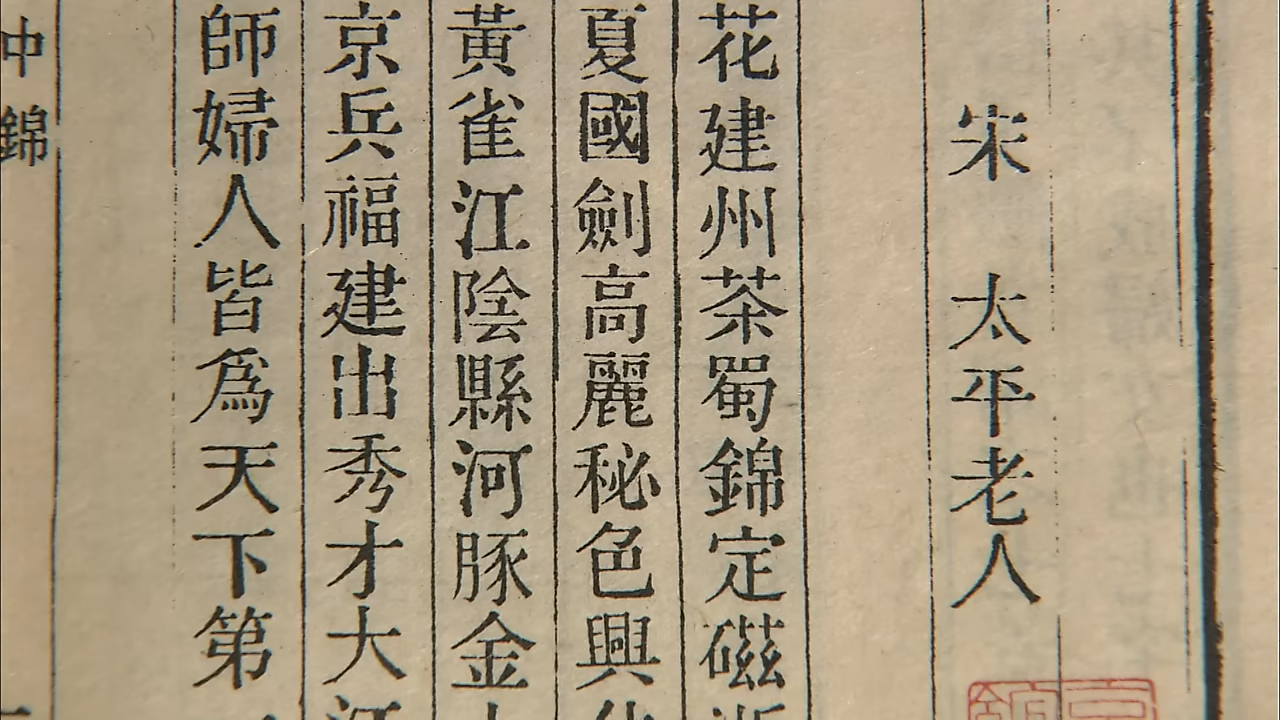 宋 太平老人
花建州茶蜀錦定磁
夏國劍高麗秘色興
黃雀江陰縣河豚金
京兵福建出秀才大
師婦人皆為天下第
中錦